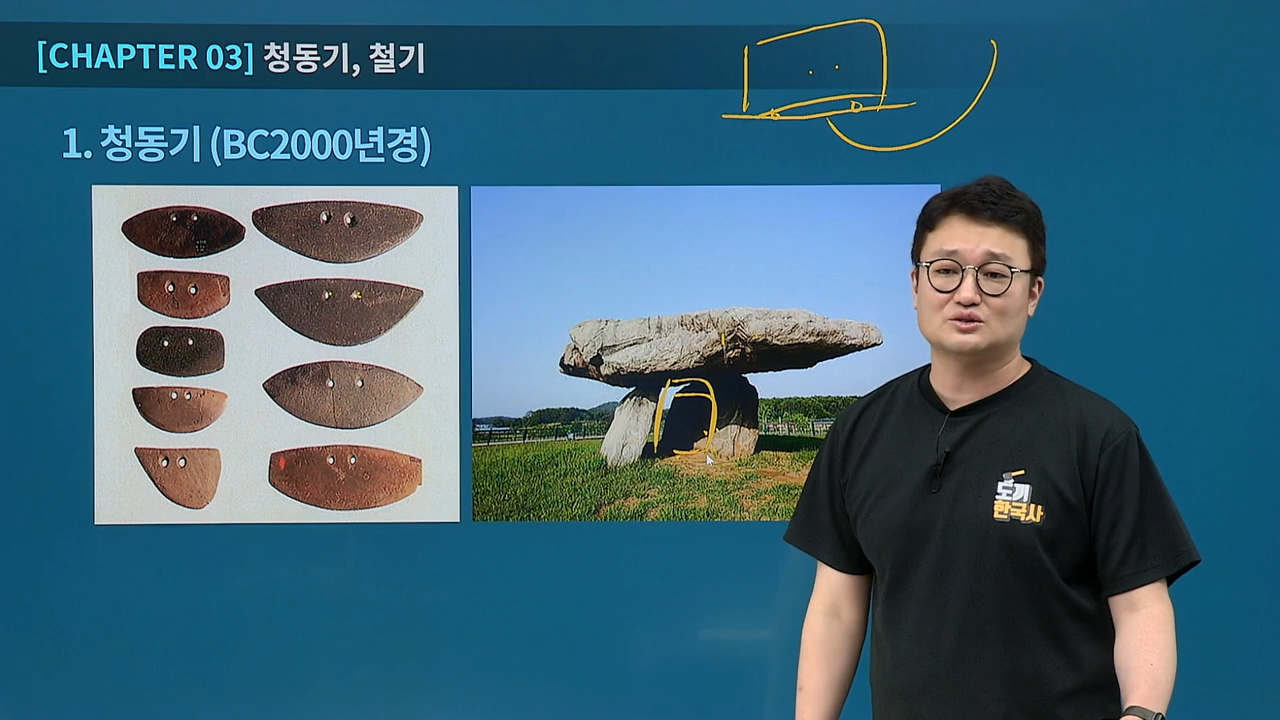 [CHAPTER 03] 청동기, 철기
1. 청동기 (BC2000년경)
도끼
한국사